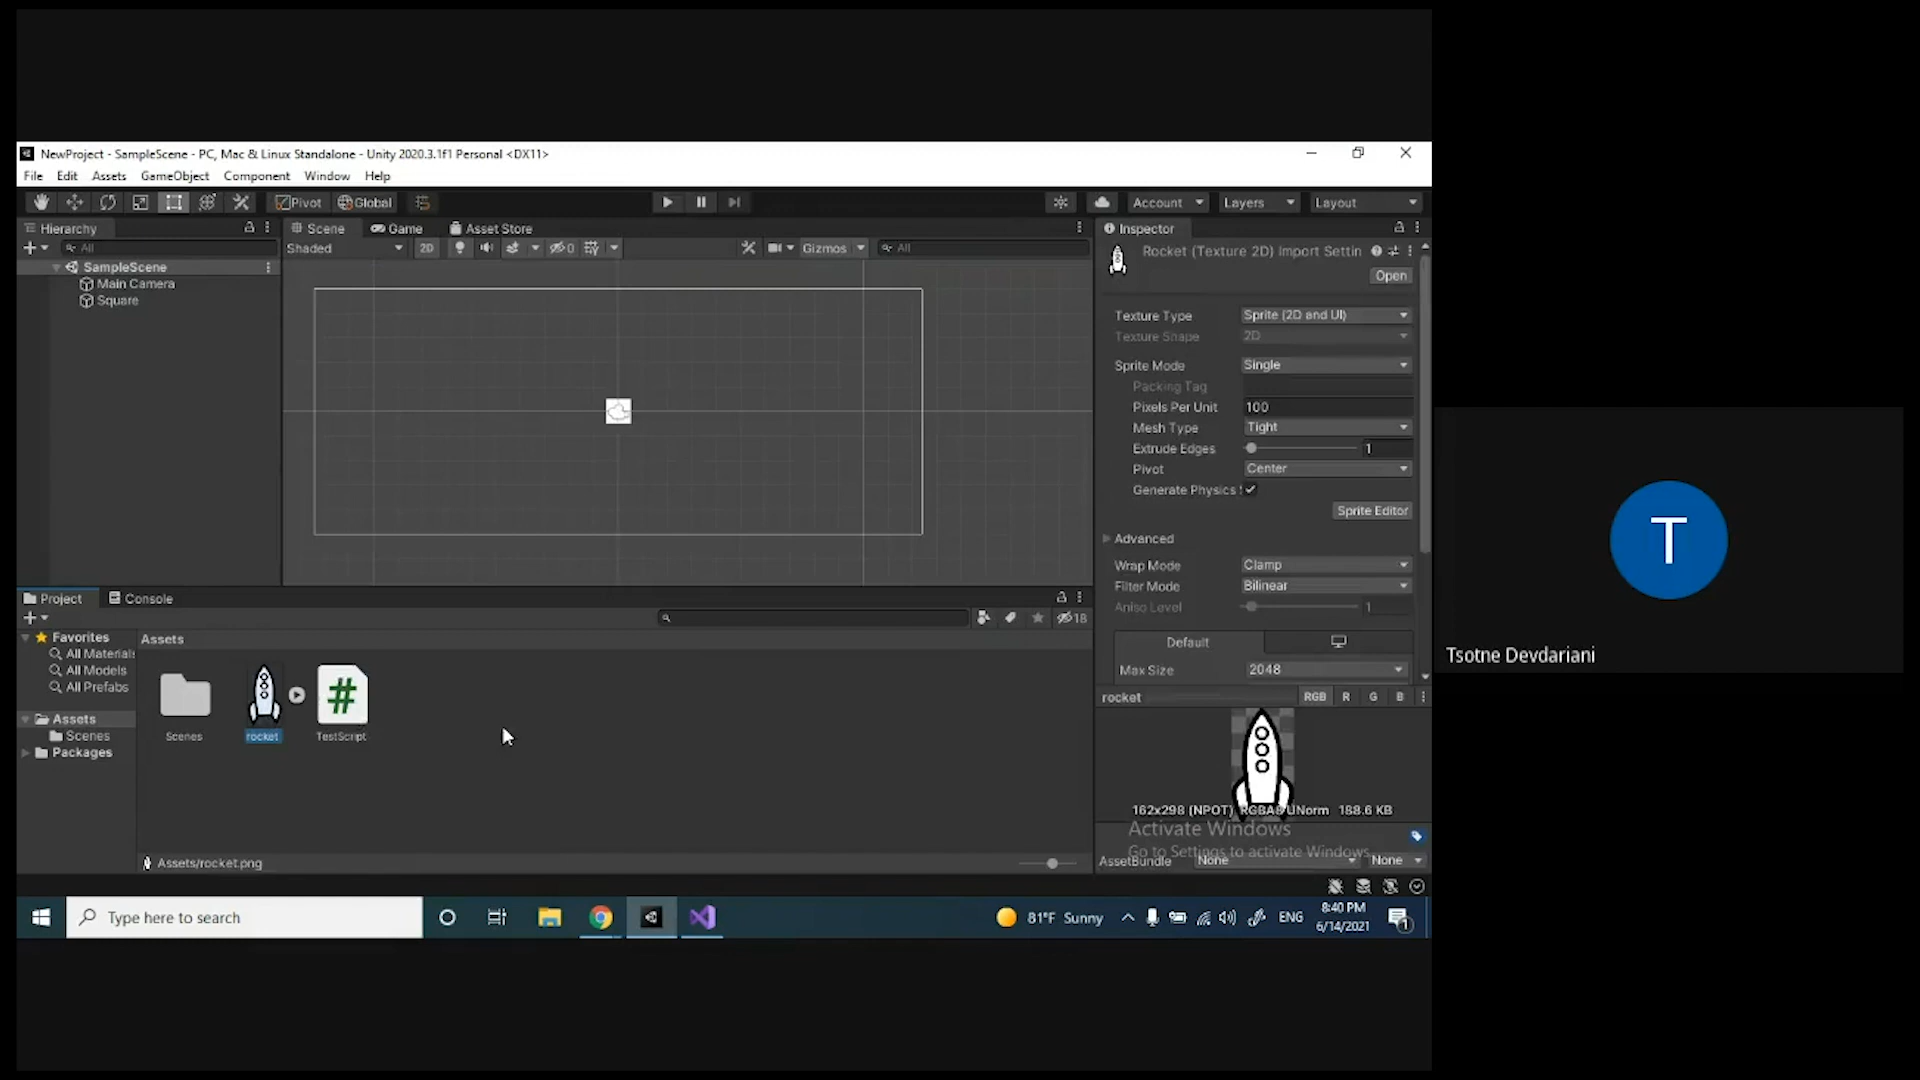 NewProject - SampleScene - PC, Mac & Linux Standalone - Unity 2020.3.1f1 Personal <DX11>
File Edit Assets GameObject Component Window Help
Pivot Global Account Layers Layout
Hierarchy
All
SampleScene
Main Camera
Square
Scene Game Asset Store
Shaded 2D 0 Gizmos All
Inspector
Rocket (Texture 2D) Import Settin
Open
Texture Type Sprite (2D and UI)
Texture Shape 2D
Sprite Mode Single
Packing Tag
Pixels Per Unit 100
Mesh Type Tight
Extrude Edges 1
Pivot Center
Generate Physics
Sprite Editor
Advanced
Wrap Mode Clamp
Filter Mode Bilinear
Aniso Level 1
Default
Max Size 2048
rocket RGB R G B
162x298 (NPOT) RGBA8 UNorm 188.6 KB
Activate Windows
Go to Settings to activate Windows.
AssetBundle None None
Project Console
18
Favorites
All Materials
All Models
All Prefabs
Assets
Scenes
Packages
Assets
Scenes rocket TestScript
#
Assets/rocket.png
Type here to search
81°F Sunny ENG
8:40 PM
6/14/2021
1
T
Tsotne Devdariani